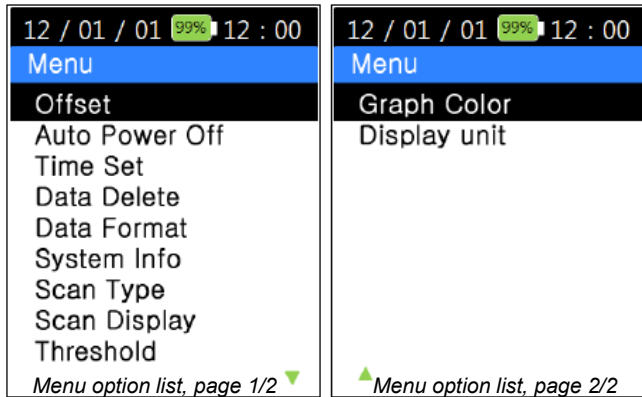 12 / 01 / 01 99% 12 : 00
Menu
Offset
Auto Power Off
Time Set
Data Delete
Data Format
System Info
Scan Type
Scan Display
Threshold
Menu option list, page 1/2
12 / 01 / 01 99% 12 : 00
Menu
Graph Color
Display unit
Menu option list, page 2/2